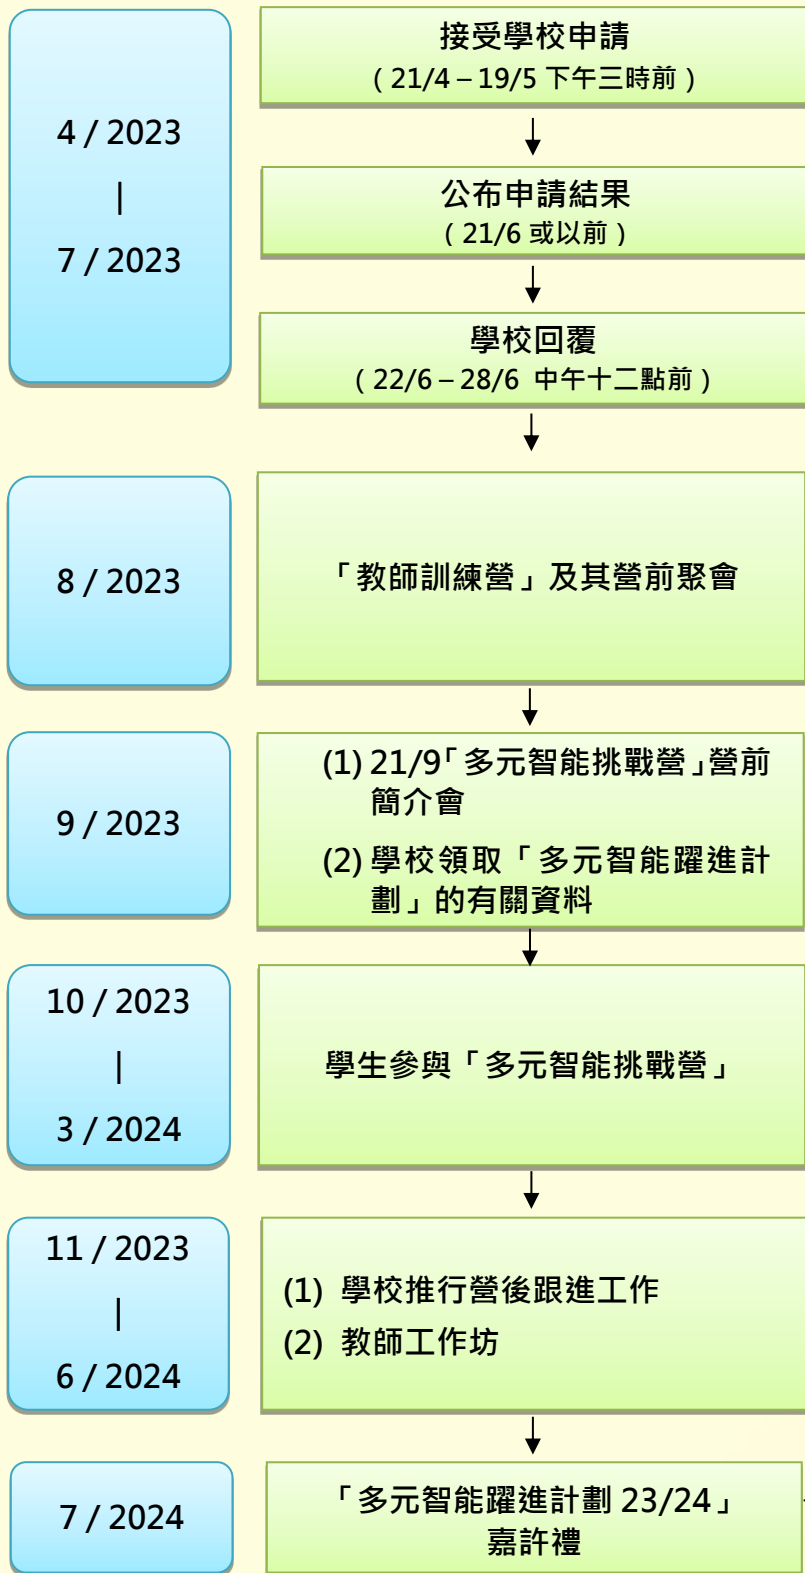 4 / 2023
|
7 / 2023
接受學校申請
( 21/4 – 19/5 下午三時前 )
公布申請結果
( 21/6 或以前 )
學校回覆
( 22/6 – 28/6 中午十二點前 )
8 / 2023
「教師訓練營」及其營前聚會
9 / 2023
(1) 21/9「多元智能挑戰營」營前
簡介會
(2) 學校領取「多元智能躍進計
劃」的有關資料
10 / 2023
|
3 / 2024
學生參與「多元智能挑戰營」
11 / 2023
|
6 / 2024
(1) 學校推行營後跟進工作
(2) 教師工作坊
7 / 2024
「多元智能躍進計劃 23/24」
嘉許禮